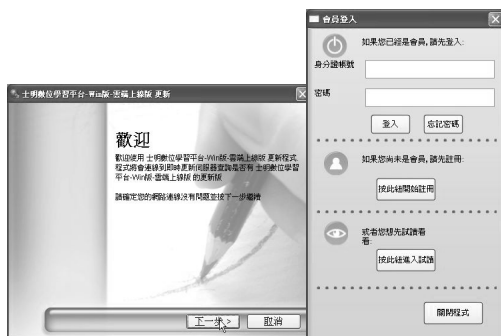 士明數位學習平台-Win版-雲端上線版 更新
歡迎
歡迎使用 士明數位學習平台-Win版-雲端上線版 更新程式.
程式將會連線到即時更新伺服器查詢是否有 士明數位學習
平台-Win版-雲端上線版 的更新版
請確定您的網路連線沒有問題並按下一步繼續
下一步 >
取消
會員登入
如果您已經是會員,請先登入:
身分證帳號
密碼
登入
忘記密碼
如果您尚未是會員,請先註冊:
按此鈕開始註冊
或者您想先試讀看
看:
按此鈕進入試讀
關閉程式